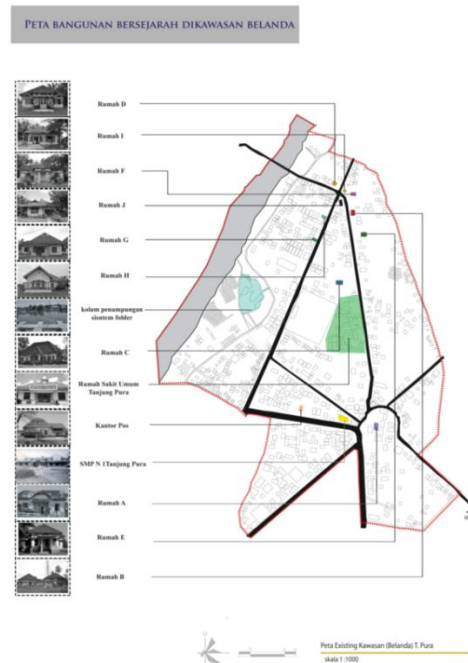 PETA BANGUNAN BERSEJARAH DIKAWASAN BELANDA
Rumah D
Rumah I
Rumah F
Rumah J
Rumah G
Rumah H
kolam penampungan
sisntem folder
Rumah C
Rumah Sakit Umum
Tanjung Pura
Kantor Pos
SMP N 1Tanjung Pura
Rumah A
Rumah E
Rumah B
Peta Existing Kawasan (Belanda) T. Pura
skala 1 :1000